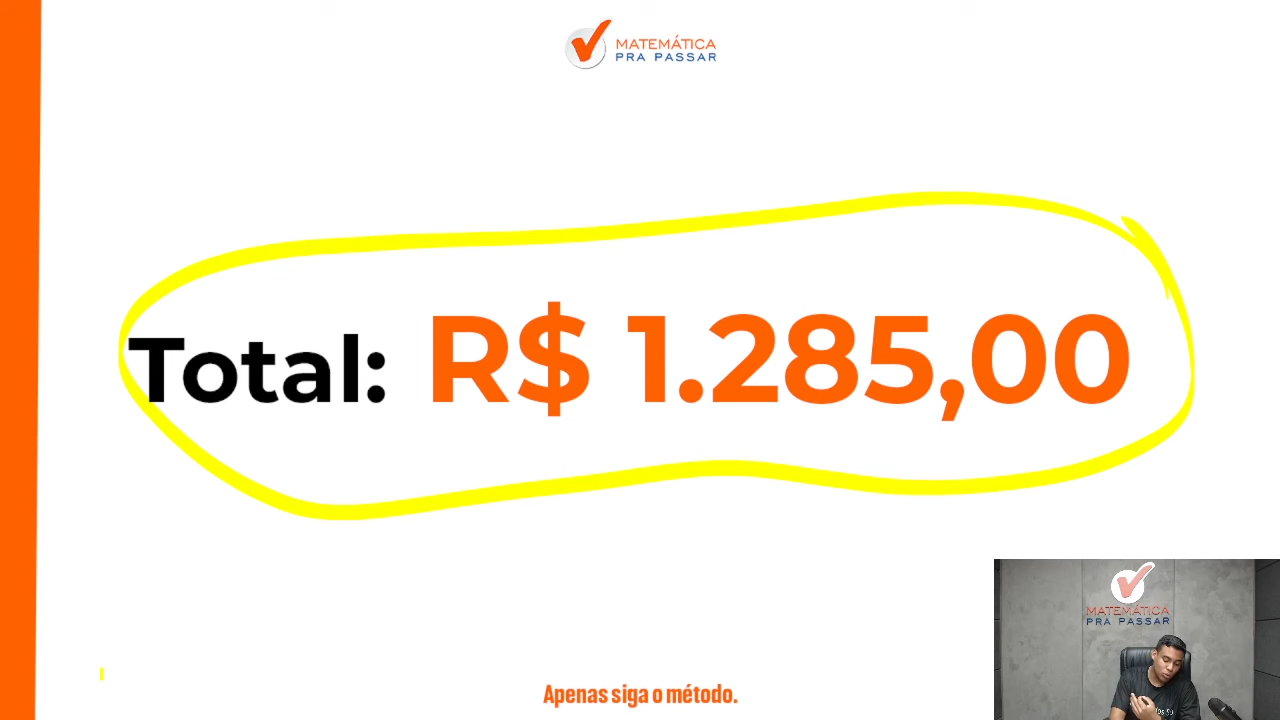 MATEMÁTICA
PRA PASSAR
Total: R$ 1.285,00
MATEMÁTICA
PRA PASSAR
Apenas siga o método.